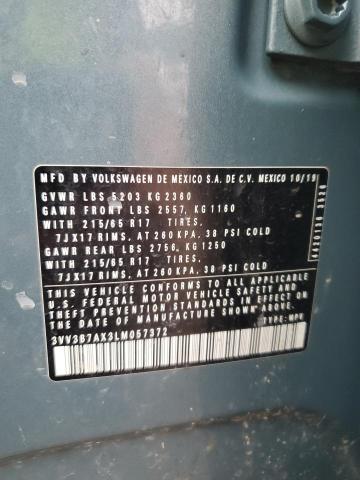 MFD BY VOLKSWAGEN DE MEXICO S.A. DE C.V. MEXICO 10/19
GVWR LBS 5203 KG 2360
GAWR FRONT LBS 2557, KG 1160
WITH 215/65 R17 TIRES,
7JX17 RIMS, AT 260 KPA, 38 PSI COLD
GAWR REAR LBS 2756, KG 1250
WITH 215/65 R17 TIRES,
7JX17 RIMS, AT 260 KPA, 38 PSI COLD
THIS VEHICLE CONFORMS TO ALL APPLICABLE
U.S. FEDERAL MOTOR VEHICLE SAFETY, BUMPER AND
THEFT PREVENTION STANDARDS IN EFFECT ON THE
DATE OF MANUFACTURE SHOWN ABOVE.
3VV3B7AX3LM057372
TYPE: MPV